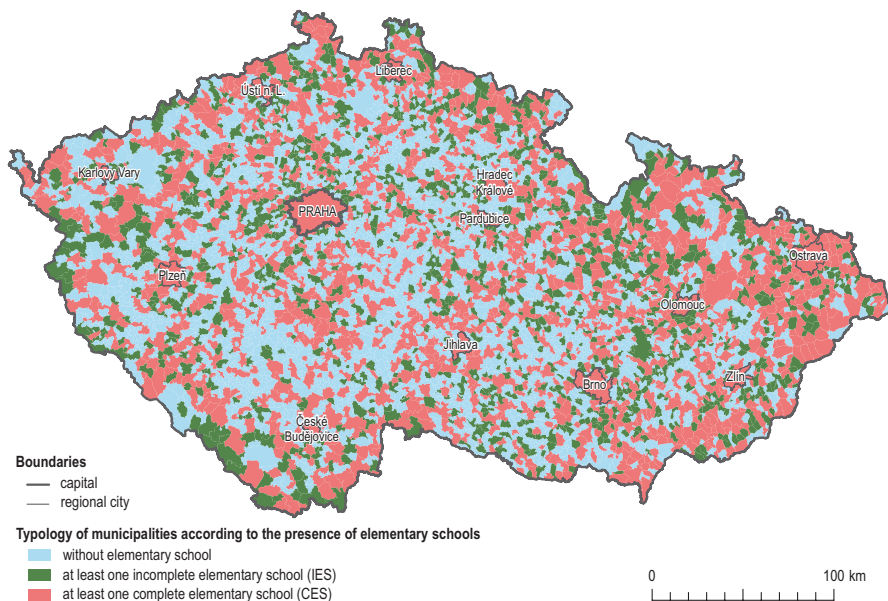 Liberec
Ústí n. L.
Karlovy Vary
Hradec
Králové
PRAHA
Pardubice
Ostrava
Plzeň
Olomouc
Jihlava
Zlín
Brno
České
Budějovice
Boundaries
capital
regional city
Typology of municipalities according to the presence of elementary schools
without elementary school
at least one incomplete elementary school (IES)
at least one complete elementary school (CES)
0 100 km